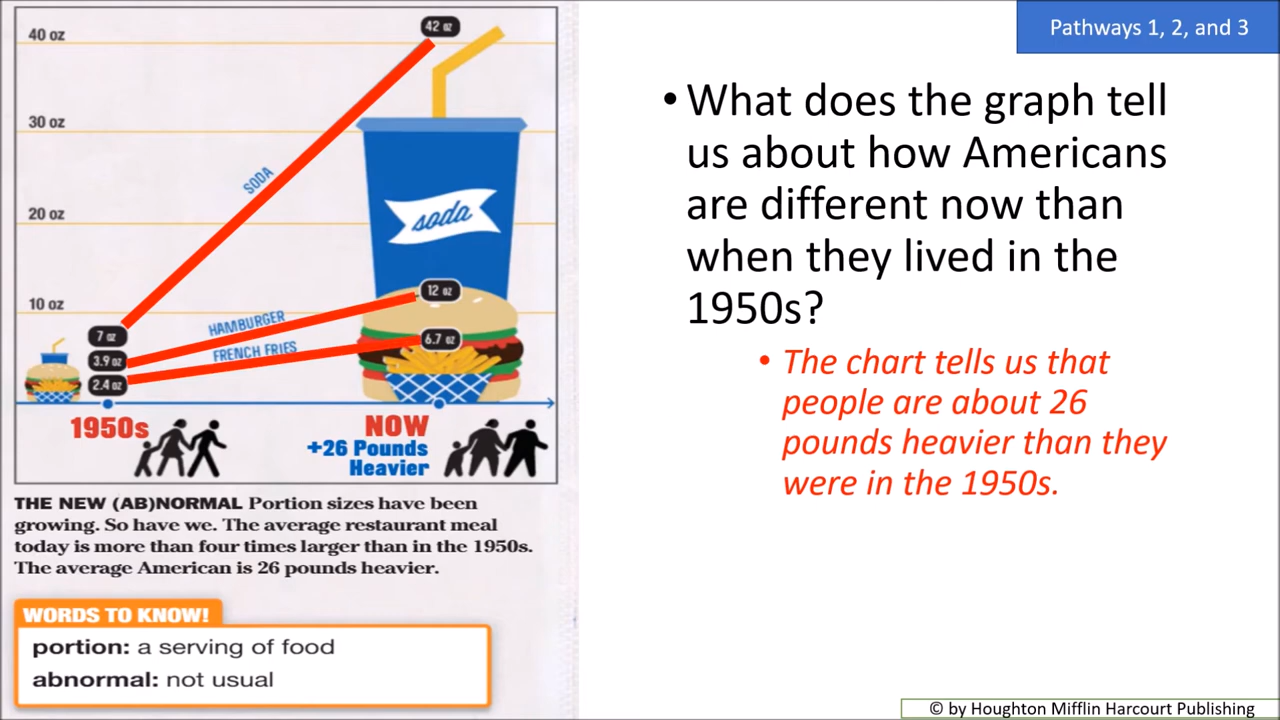 40 oz
42 oz
30 oz
SODA
soda
20 oz
10 oz
12 oz
HAMBURGER
7 oz
6.7 oz
FRENCH FRIES
3.9 oz
2.4 oz
1950s
NOW
+26 Pounds
Heavier
THE NEW (AB)NORMAL Portion sizes have been
growing. So have we. The average restaurant meal
today is more than four times larger than in the 1950s.
The average American is 26 pounds heavier.
WORDS TO KNOW!
portion: a serving of food
abnormal: not usual
Pathways 1, 2, and 3
• What does the graph tell
us about how Americans
are different now than
when they lived in the
1950s?
• The chart tells us that
people are about 26
pounds heavier than they
were in the 1950s.
© by Houghton Mifflin Harcourt Publishing